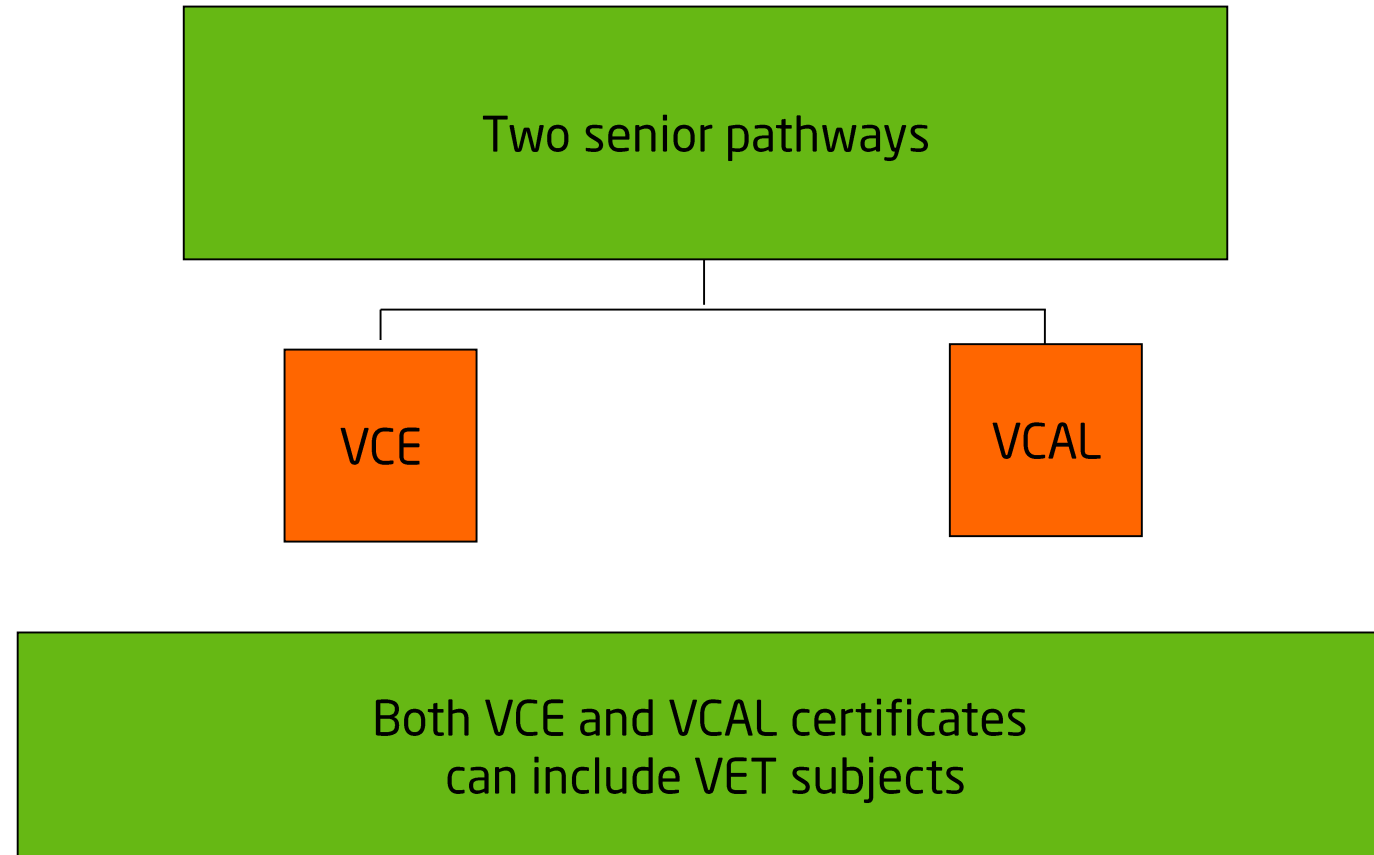 Two senior pathways
VCE
VCAL
Both VCE and VCAL certificates
can include VET subjects